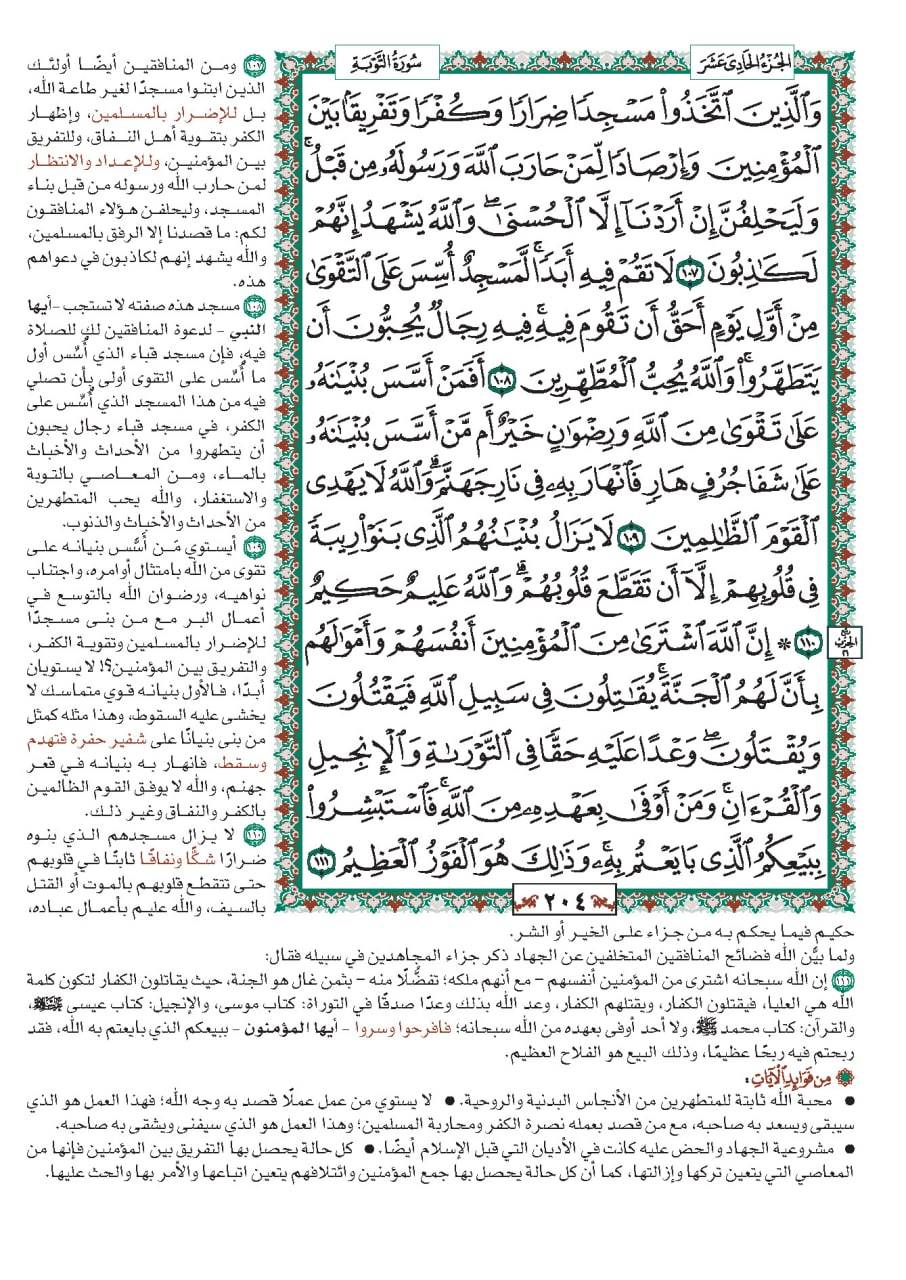 الجزء الحادي عشر
سورة التوبة
وَالَّذِينَ اتَّخَذُوا مَسْجِدًا ضِرَارًا وَكُفْرًا وَتَفْرِيقًا بَيْنَ
الْمُؤْمِنِينَ وَإِرْصَادًا لِّمَنْ حَارَبَ اللَّهَ وَرَسُولَهُ مِن قَبْلُ ۚ
وَلَيَحْلِفُنَّ إِنْ أَرَدْنَا إِلَّا الْحُسْنَىٰ ۖ وَاللَّهُ يَشْهَدُ إِنَّهُمْ
لَكَاذِبُونَ ١٠٧ لَا تَقُمْ فِيهِ أَبَدًا ۚ لَّمَسْجِدٌ أُسِّسَ عَلَى التَّقْوَىٰ
مِنْ أَوَّلِ يَوْمٍ أَحَقُّ أَن تَقُومَ فِيهِ ۚ فِيهِ رِجَالٌ يُحِبُّونَ أَن
يَتَطَهَّرُوا ۚ وَاللَّهُ يُحِبُّ الْمُطَّهِّرِينَ ١٠٨ أَفَمَنْ أَسَّسَ بُنْيَانَهُ
عَلَىٰ تَقْوَىٰ مِنَ اللَّهِ وَرِضْوَانٍ خَيْرٌ أَم مَّنْ أَسَّسَ بُنْيَانَهُ
عَلَىٰ شَفَا جُرُفٍ هَارٍ فَانْهَارَ بِهِ فِي نَارِ جَهَنَّمَ ۗ وَاللَّهُ لَا يَهْدِي
الْقَوْمَ الظَّالِمِينَ ١٠٩ لَا يَزَالُ بُنْيَانُهُمُ الَّذِي بَنَوْا رِيبَةً
فِي قُلُوبِهِمْ إِلَّا أَن تَقَطَّعَ قُلُوبُهُمْ ۗ وَاللَّهُ عَلِيمٌ حَكِيمٌ
١١٠ ۞ إِنَّ اللَّهَ اشْتَرَىٰ مِنَ الْمُؤْمِنِينَ أَنفُسَهُمْ وَأَمْوَالَهُم
بِأَنَّ لَهُمُ الْجَنَّةَ ۚ يُقَاتِلُونَ فِي سَبِيلِ اللَّهِ فَيَقْتُلُونَ
وَيُقْتَلُونَ ۖ وَعْدًا عَلَيْهِ حَقًّا فِي التَّوْرَاةِ وَالْإِنجِيلِ
وَالْقُرْآنِ ۚ وَمَنْ أَوْفَىٰ بِعَهْدِهِ مِنَ اللَّهِ ۚ فَاسْتَبْشِرُوا
بِبَيْعِكُمُ الَّذِي بَايَعْتُم بِهِ ۚ وَذَٰلِكَ هُوَ الْفَوْزُ الْعَظِيمُ ١١١
٢٠٤
١٠٧ ومن المنافقين أيضًا أولئك
الذين ابتنوا مسجدًا لغير طاعة الله،
بل للإضرار بالمسلمين، وإظهار
الكفر بتقوية أهل النفاق، وللتفريق
بين المؤمنين، وللإعداد والانتظار
لمن حارب الله ورسوله من قبل بناء
المسجد، وليحلفن هؤلاء المنافقون
لكم: ما قصدنا إلا الرفق بالمسلمين،
والله يشهد إنهم لكاذبون في دعواهم
هذه.
١٠٨ مسجد هذه صفته لا تستجب -أيها
النبي - لدعوة المنافقين لك للصلاة
فيه، فإن مسجد قباء الذي أُسِّس أول
ما أُسِّس على التقوى أولى بأن تصلي
فيه من هذا المسجد الذي أُسِّس على
الكفر، في مسجد قباء رجال يحبون
أن يتطهروا من الأحداث والأخباث
بالماء، ومن المعاصي بالتوبة
والاستغفار، والله يحب المتطهرين
من الأحداث والأخباث والذنوب.
١٠٩ أيستوي مَن أَسَّس بنيانه على
تقوى من الله بامتثال أوامره، واجتناب
نواهيه، ورضوان الله بالتوسع في
أعمال البر مع من بنى مسجدًا
للإضرار بالمسلمين وتقوية الكفر،
والتفريق بين المؤمنين؟! لا يستويان
أبدًا، فالأول بنيانه قوي متماسك لا
يخشى عليه السقوط، وهذا مثله كمثل
من بنى بنيانًا على شفير حفرة فتهدم
وسقط، فانهار به بنيانه في قعر
جهنم، والله لا يوفق القوم الظالمين
بالكفر والنفاق وغير ذلك.
١١٠ لا يزال مسجدهم الذي بنوه
ضرارًا شكًّا ونفاقًا ثابتًا في قلوبهم
حتى تتقطع قلوبهم بالموت أو القتل
بالسيف، والله عليم بأعمال عباده،
حكيم فيما يحكم به من جزاء على الخير أو الشر.
ولما بيَّن الله فضائح المنافقين المتخلفين عن الجهاد ذكر جزاء المجاهدين في سبيله فقال:
١١١ إن الله سبحانه اشترى من المؤمنين أنفسهم - مع أنهم ملكه؛ تفضُّلًا منه - بثمن غال هو الجنة، حيث يقاتلون الكفار لتكون كلمة
الله هي العليا، فيقتلون الكفار، ويقتلهم الكفار، وعد الله بذلك وعدًا صدقًا في التوراة: كتاب موسى، والإنجيل: كتاب عيسى ﷺ،
والقرآن: كتاب محمد ﷺ، ولا أحد أوفى بعهده من الله سبحانه؛ فافرحوا وسروا - أيها المؤمنون - ببيعكم الذي بايعتم به الله، فقد
ربحتم فيه ربحًا عظيمًا، وذلك البيع هو الفلاح العظيم.
من فوائد الآيات:
• محبة الله ثابتة للمتطهرين من الأنجاس البدنية والروحية. • لا يستوي من عمل عملًا قصد به وجه الله؛ فهذا العمل هو الذي
سيبقى ويسعد به صاحبه، مع من قصد بعمله نصرة الكفر ومحاربة المسلمين؛ وهذا العمل هو الذي سيفنى ويشقى به صاحبه.
• مشروعية الجهاد والحض عليه كانت في الأديان التي قبل الإسلام أيضًا. • كل حالة يحصل بها التفريق بين المؤمنين فإنها من
المعاصي التي يتعين تركها وإزالتها، كما أن كل حالة يحصل بها جمع المؤمنين وائتلافهم يتعين اتباعها والأمر بها والحث عليها.